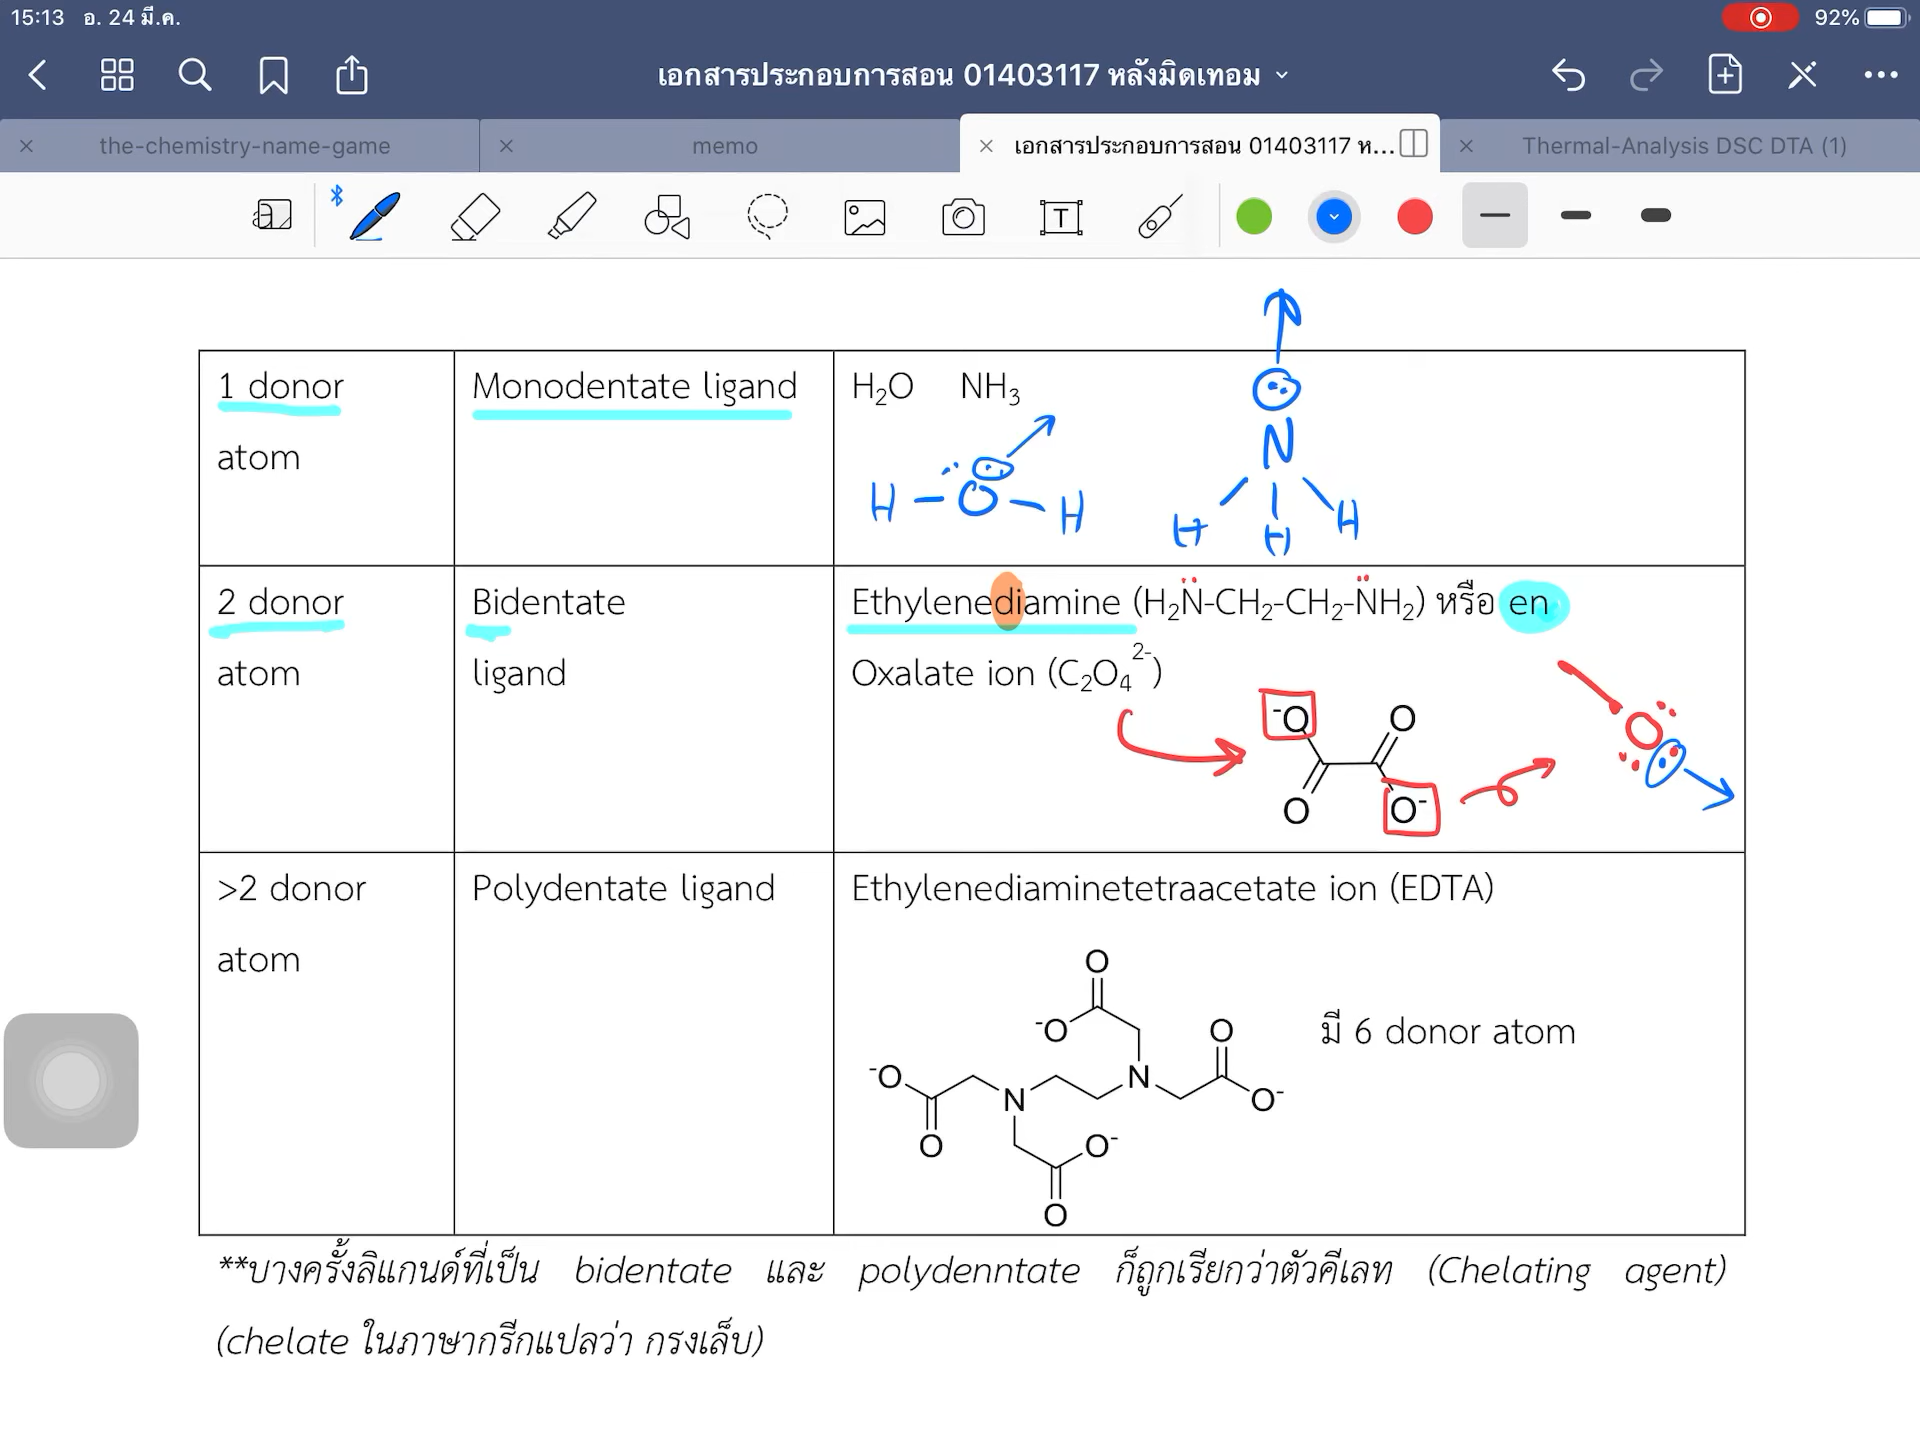 15:13 อ. 24 มี.ค. 92%
เอกสารประกอบการสอน 01403117 หลังมิดเทอม
the-chemistry-name-game
memo
เอกสารประกอบการสอน 01403117 ห...
Thermal-Analysis DSC DTA (1)
1 donor
atom
Monodentate ligand
H₂O NH₃
H O H
N
H H H
2 donor
atom
Bidentate
ligand
Ethylenediamine (H₂N̈-CH₂-CH₂-N̈H₂) หรือ en
Oxalate ion (C₂O₄²⁻)
⁻O O
O O⁻
O
>2 donor
atom
Polydentate ligand
Ethylenediaminetetraacetate ion (EDTA)
O
⁻O O
มี 6 donor atom
⁻O N N O⁻
O O⁻
O
**บางครั้งลิแกนด์ที่เป็น bidentate และ polydenntate ก็ถูกเรียกว่าตัวคีเลท (Chelating agent)
(chelate ในภาษากรีกแปลว่า กรงเล็บ)